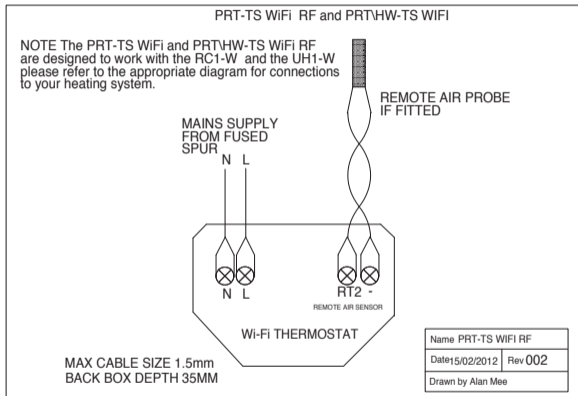 PRT-TS WiFi RF and PRT\HW-TS WIFI
NOTE The PRT-TS WiFi and PRT\HW-TS WiFi RF
are designed to work with the RC1-W and the UH1-W
please refer to the appropriate diagram for connections
to your heating system.
REMOTE AIR PROBE
IF FITTED
MAINS SUPPLY
FROM FUSED
SPUR
N L
N L
RT2 -
REMOTE AIR SENSOR
Wi-Fi THERMOSTAT
MAX CABLE SIZE 1.5mm
BACK BOX DEPTH 35MM
Name PRT-TS WIFI RF
Date15/02/2012 Rev 002
Drawn by Alan Mee